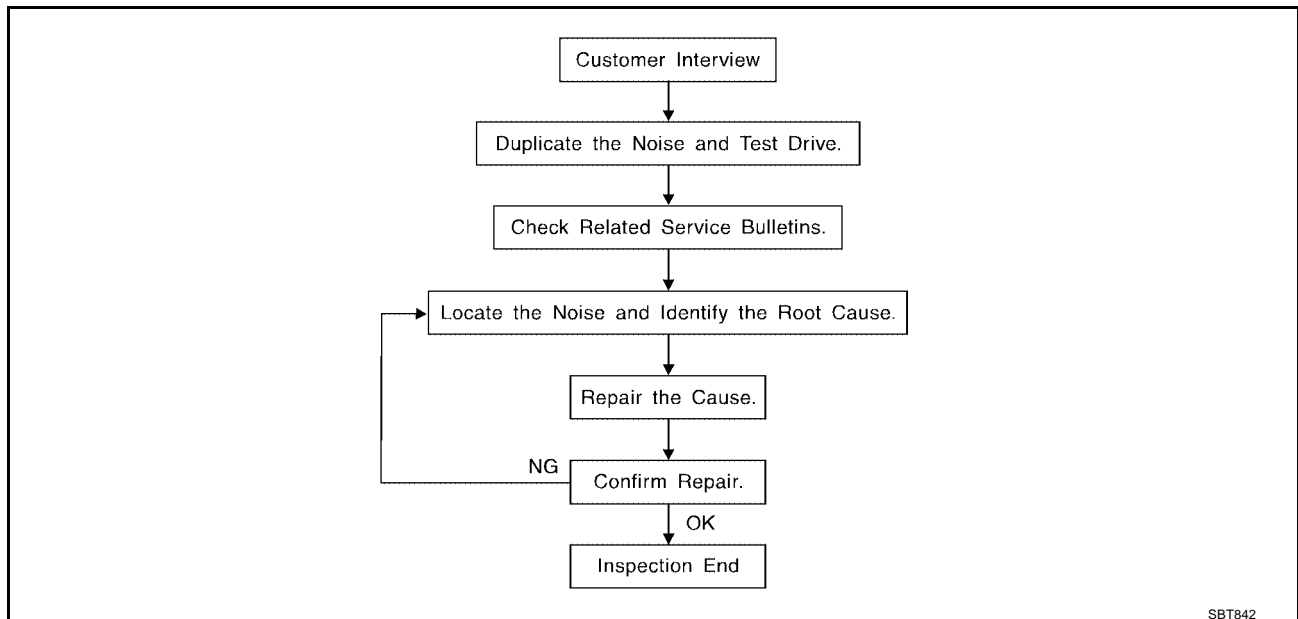 Customer Interview
Duplicate the Noise and Test Drive.
Check Related Service Bulletins.
Locate the Noise and Identify the Root Cause.
Repair the Cause.
NG
Confirm Repair.
OK
Inspection End
SBT842